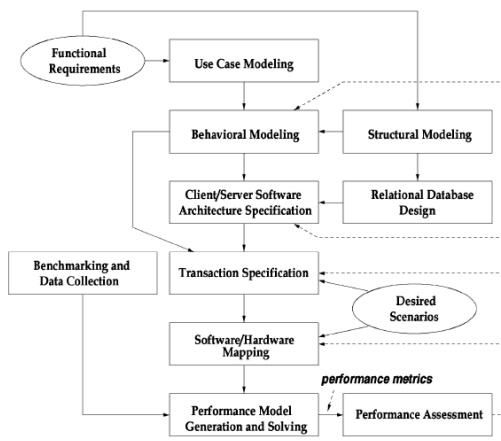 Functional
Requirements
Use Case Modeling
Behavioral Modeling
Structural Modeling
Client/Server Software
Architecture Specification
Relational Database
Design
Benchmarking and
Data Collection
Transaction Specification
Desired
Scenarios
Software/Hardware
Mapping
performance metrics
Performance Model
Generation and Solving
Performance Assessment